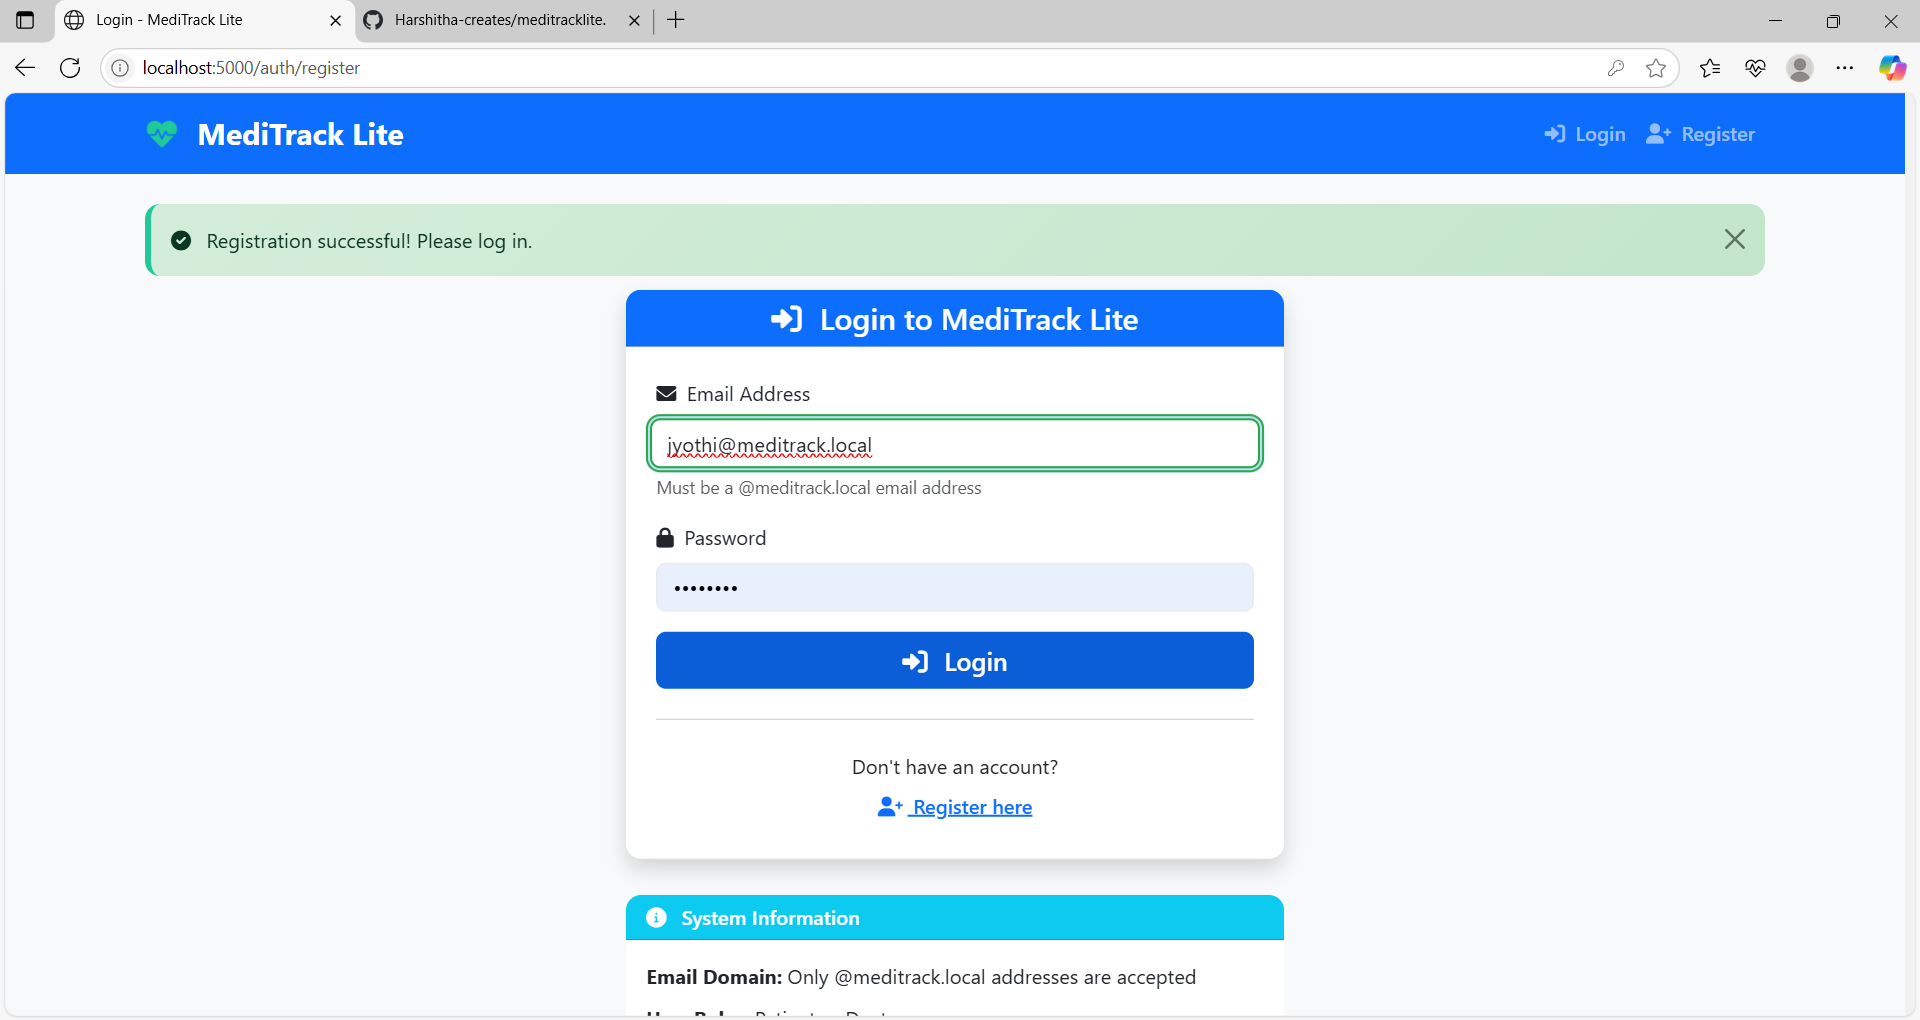 Login - MediTrack Lite
Harshitha-creates/meditracklite.
localhost:5000/auth/register
MediTrack Lite
Login
Register
Registration successful! Please log in.
Login to MediTrack Lite
Email Address
jyothi@meditrack.local
Must be a @meditrack.local email address
Password
••••••••
Login
Don't have an account?
Register here
System Information
Email Domain: Only @meditrack.local addresses are accepted